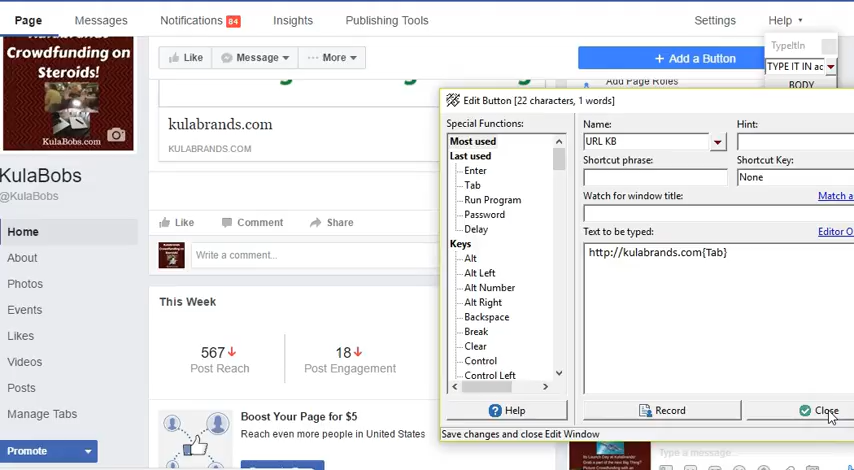 Page
Messages
Notifications 84
Insights
Publishing Tools
Settings
Help
Kulabrands
Crowdfunding on
Steroids!
KulaBobs.com
Like
Message
··· More
+ Add a Button
TypeItIn
TYPE IT IN ac
BODY
Add Page Roles
kulabrands.com
KULABRANDS.COM
KulaBobs
@KulaBobs
Like
Comment
Share
Write a comment...
Home
About
Photos
Events
Likes
Videos
Posts
Manage Tabs
Promote
This Week
567
Post Reach
18
Post Engagement
Boost Your Page for $5
Reach even more people in United States
Edit Button [22 characters, 1 words]
Special Functions:
Most used
Last used
Enter
Tab
Run Program
Password
Delay
Keys
Alt
Alt Left
Alt Number
Alt Right
Backspace
Break
Clear
Control
Control Left
Name:
URL KB
Hint:
Shortcut phrase:
Shortcut Key:
None
Watch for window title:
Match a
Text to be typed:
Editor O
http://kulabrands.com{Tab}
Help
Record
Close
Save changes and close Edit Window
Type a message...